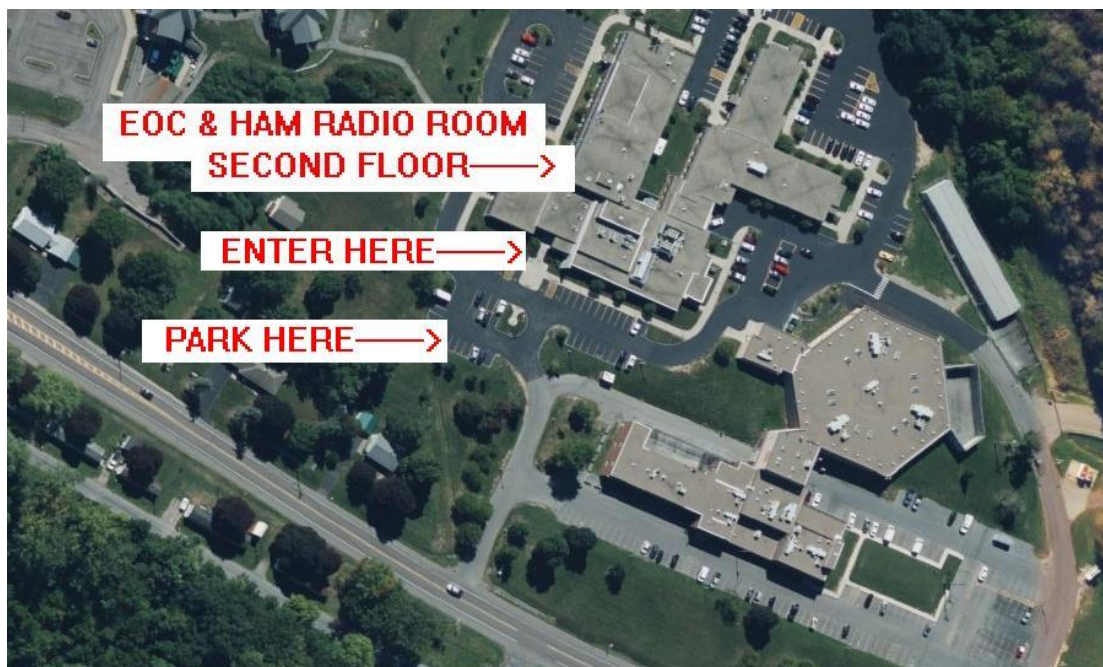 EOC & HAM RADIO ROOM
SECOND FLOOR
ENTER HERE
PARK HERE